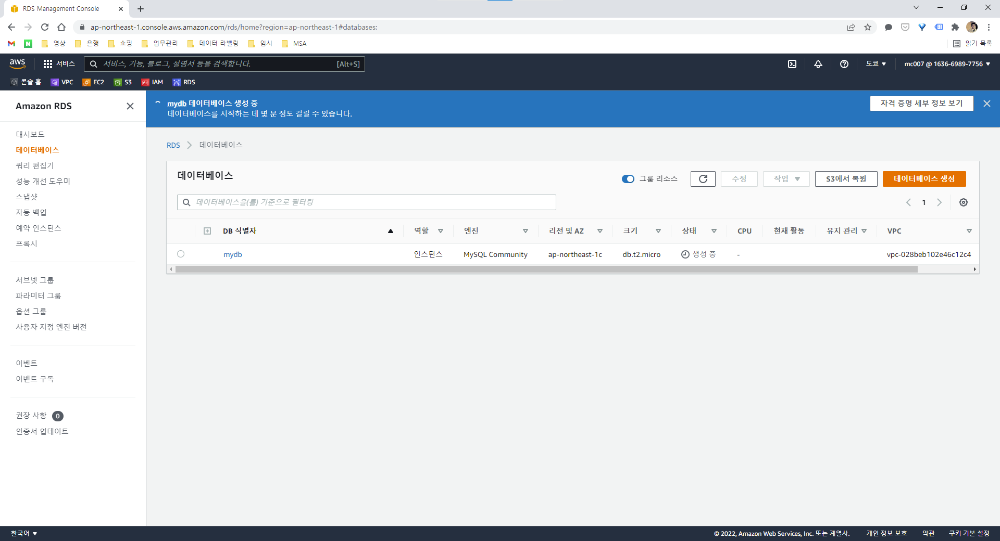 RDS Management Console
ap-northeast-1.console.aws.amazon.com/rds/home?region=ap-northeast-1#databases:
영상 은행 쇼핑 업무관리 데이터 라벨링 임시 MSA 읽기 목록
aws 서비스 서비스, 기능, 블로그, 설명서 등을 검색합니다. [Alt+S] 도쿄 mc007 @ 1636-6989-7756
콘솔 홈 VPC EC2 S3 IAM RDS
Amazon RDS
대시보드
데이터베이스
쿼리 편집기
성능 개선 도우미
스냅샷
자동 백업
예약 인스턴스
프록시
서브넷 그룹
파라미터 그룹
옵션 그룹
사용자 지정 엔진 버전
이벤트
이벤트 구독
권장 사항 0
인증서 업데이트
mydb 데이터베이스 생성 중
데이터베이스를 시작하는 데 몇 분 정도 걸릴 수 있습니다.
자격 증명 세부 정보 보기
RDS 데이터베이스
데이터베이스
그룹 리소스 수정 작업 S3에서 복원 데이터베이스 생성
데이터베이스을(를) 기준으로 필터링
1
DB 식별자 역할 엔진 리전 및 AZ 크기 상태 CPU 현재 활동 유지 관리 VPC
mydb 인스턴스 MySQL Community ap-northeast-1c db.t2.micro 생성 중 - vpc-028beb102e46c12c4
한국어 © 2022, Amazon Web Services, Inc. 또는 계열사. 개인 정보 보호 약관 쿠키 기본 설정